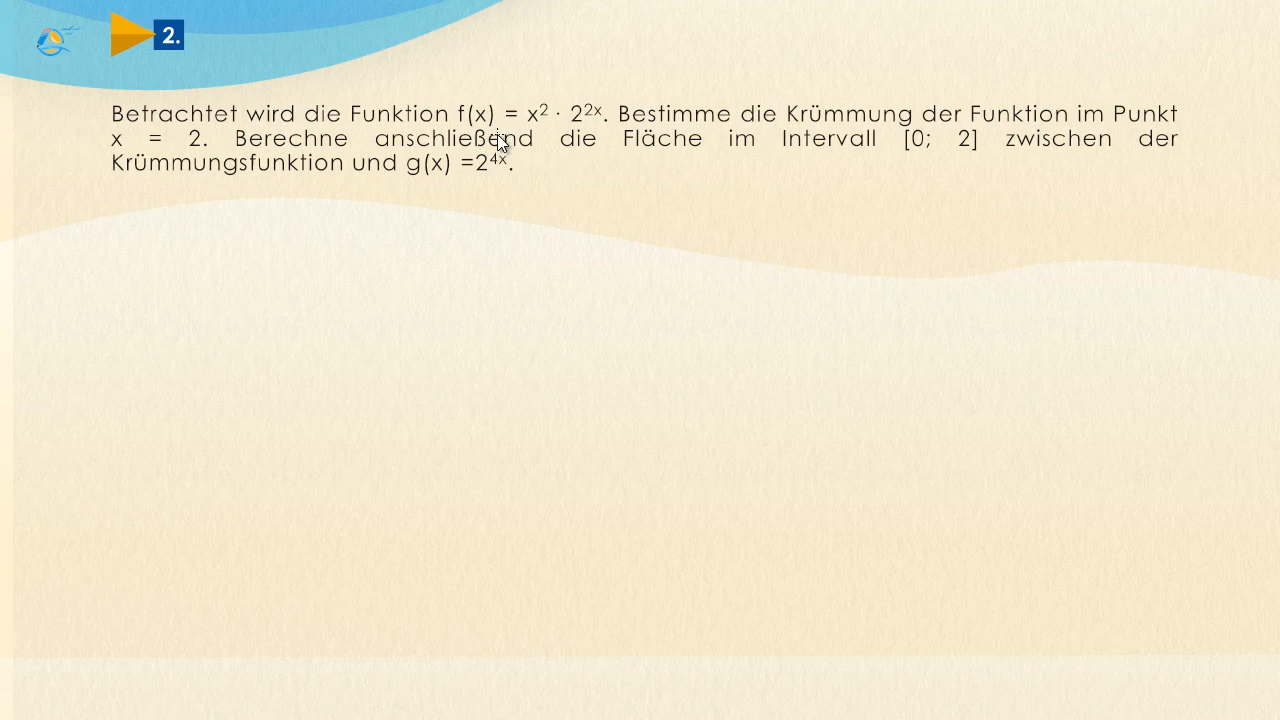 2.
Betrachtet wird die Funktion f(x) = x² · 2²ˣ. Bestimme die Krümmung der Funktion im Punkt
x = 2. Berechne anschließend die Fläche im Intervall [0; 2] zwischen der
Krümmungsfunktion und g(x) =2⁴ˣ.